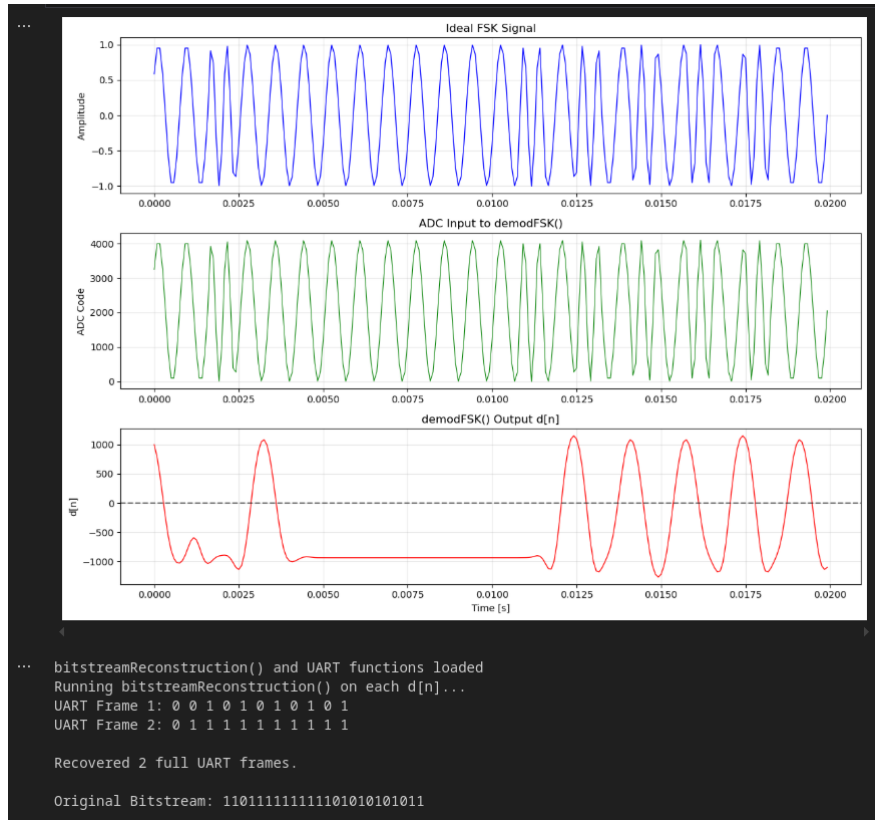 ...
Ideal FSK Signal
Amplitude
1.0
0.5
0.0
−0.5
−1.0
0.0000 0.0025 0.0050 0.0075 0.0100 0.0125 0.0150 0.0175 0.0200
ADC Input to demodFSK()
ADC Code
4000
3000
2000
1000
0
0.0000 0.0025 0.0050 0.0075 0.0100 0.0125 0.0150 0.0175 0.0200
demodFSK() Output d[n]
d[n]
1000
500
0
−500
−1000
0.0000 0.0025 0.0050 0.0075 0.0100 0.0125 0.0150 0.0175 0.0200
Time [s]
...
bitstreamReconstruction() and UART functions loaded
Running bitstreamReconstruction() on each d[n]...
UART Frame 1: 0 0 1 0 1 0 1 0 1 0 1
UART Frame 2: 0 1 1 1 1 1 1 1 1 1 1
Recovered 2 full UART frames.
Original Bitstream: 110111111111101010101011